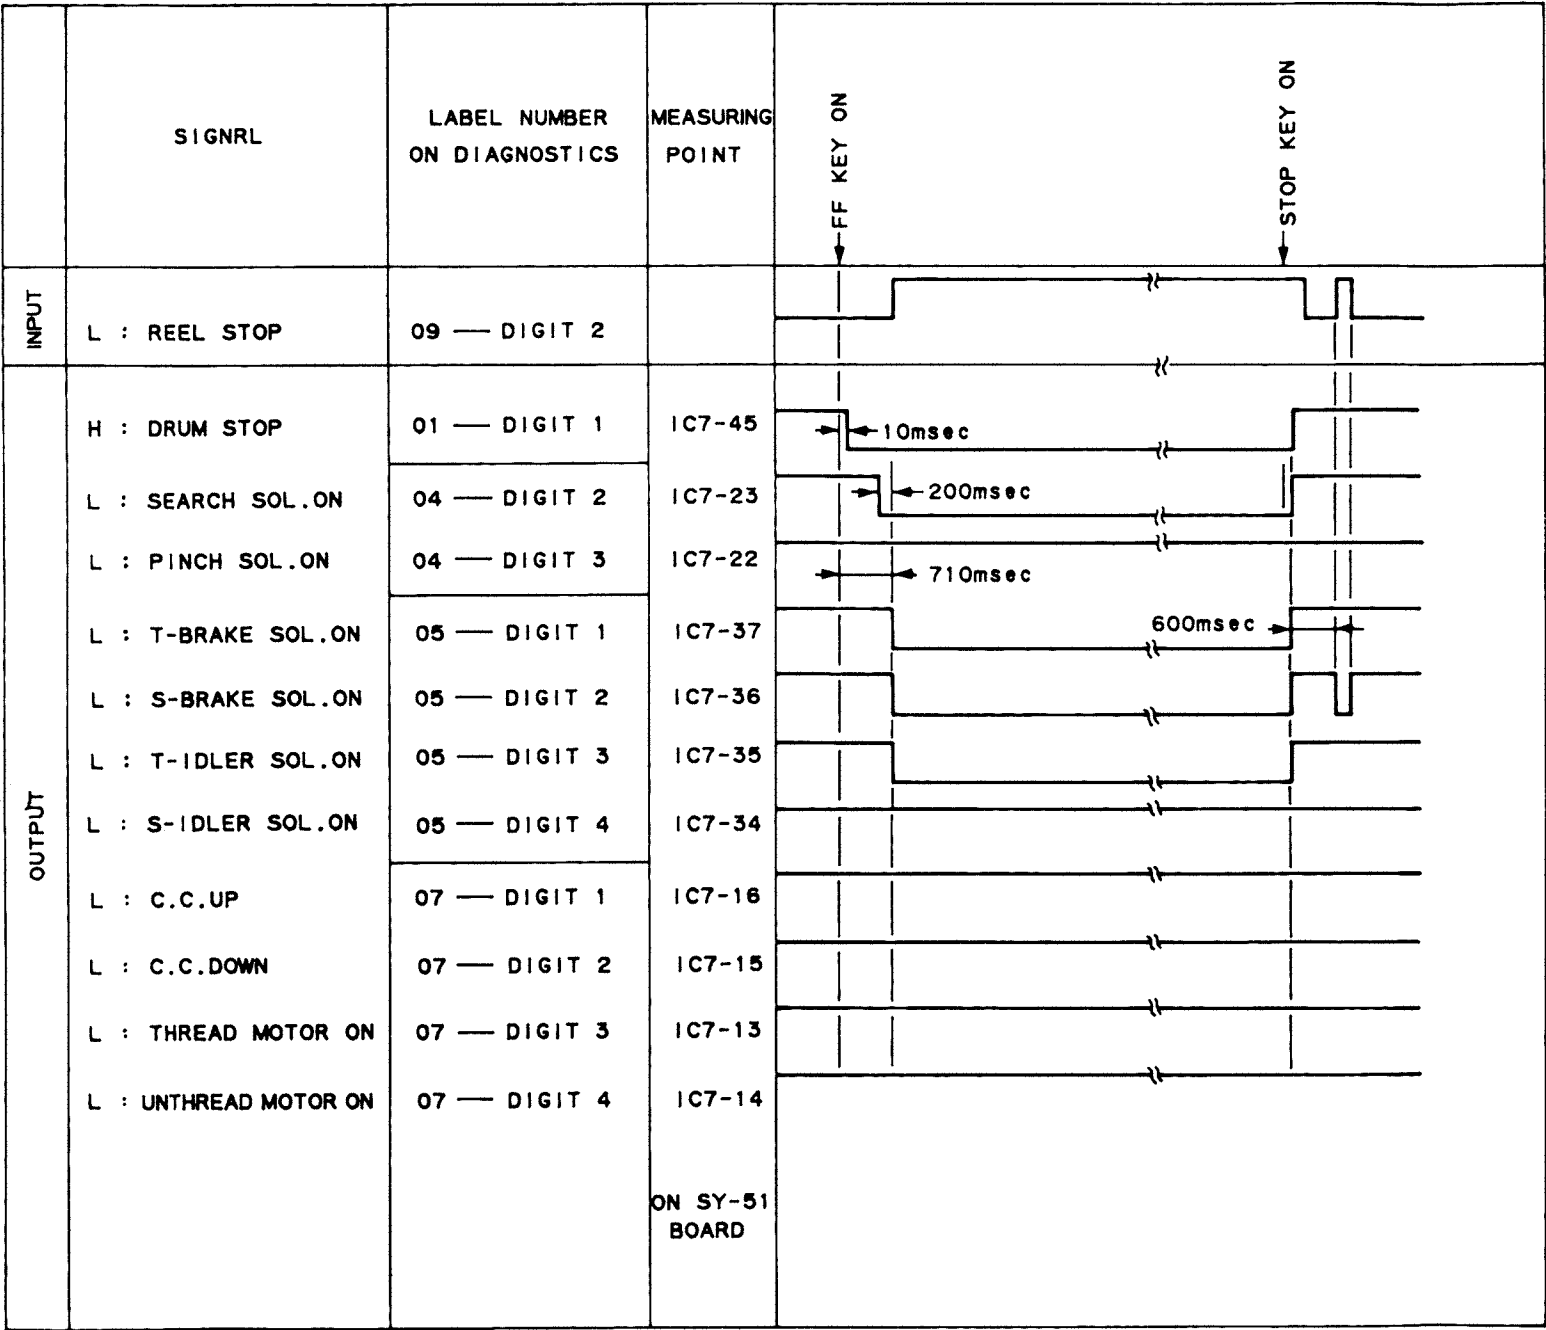 SIGNRL
LABEL NUMBER
ON DIAGNOSTICS
MEASURING
POINT
FF KEY ON
STOP KEY ON
INPUT
L : REEL STOP
09 — DIGIT 2
OUTPUT
H : DRUM STOP
01 — DIGIT 1
IC7-45
10msec
L : SEARCH SOL.ON
04 — DIGIT 2
IC7-23
200msec
L : PINCH SOL.ON
04 — DIGIT 3
IC7-22
710msec
L : T-BRAKE SOL.ON
05 — DIGIT 1
IC7-37
600msec
L : S-BRAKE SOL.ON
05 — DIGIT 2
IC7-36
L : T-IDLER SOL.ON
05 — DIGIT 3
IC7-35
L : S-IDLER SOL.ON
05 — DIGIT 4
IC7-34
L : C.C.UP
07 — DIGIT 1
IC7-16
L : C.C.DOWN
07 — DIGIT 2
IC7-15
L : THREAD MOTOR ON
07 — DIGIT 3
IC7-13
L : UNTHREAD MOTOR ON
07 — DIGIT 4
IC7-14
ON SY-51
BOARD